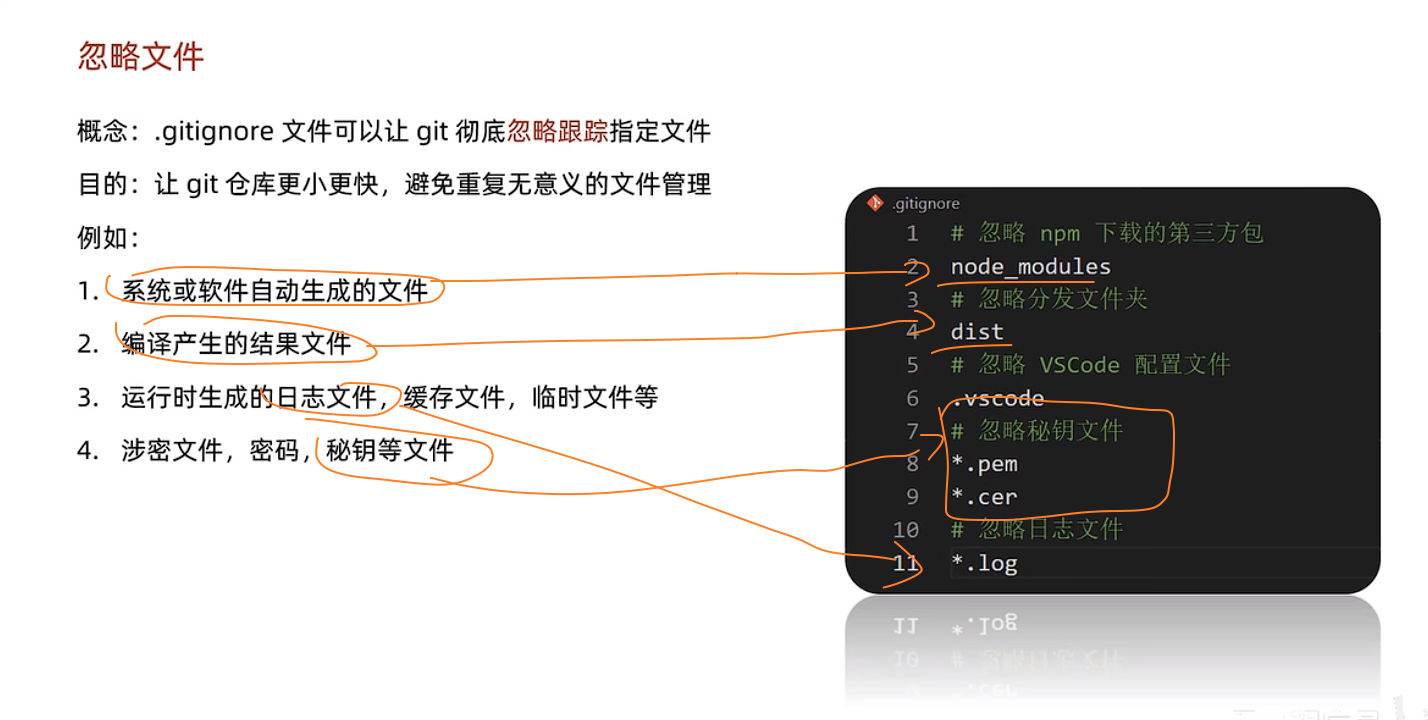 忽略文件
概念：.gitignore 文件可以让 git 彻底忽略跟踪指定文件
目的：让 git 仓库更小更快，避免重复无意义的文件管理
例如：
1. 系统或软件自动生成的文件
2. 编译产生的结果文件
3. 运行时生成的日志文件，缓存文件，临时文件等
4. 涉密文件，密码，秘钥等文件
.gitignore
1 # 忽略 npm 下载的第三方包
2 node_modules
3 # 忽略分发文件夹
4 dist
5 # 忽略 VSCode 配置文件
6 .vscode
7 # 忽略秘钥文件
8 *.pem
9 *.cer
10 # 忽略日志文件
11 *.log